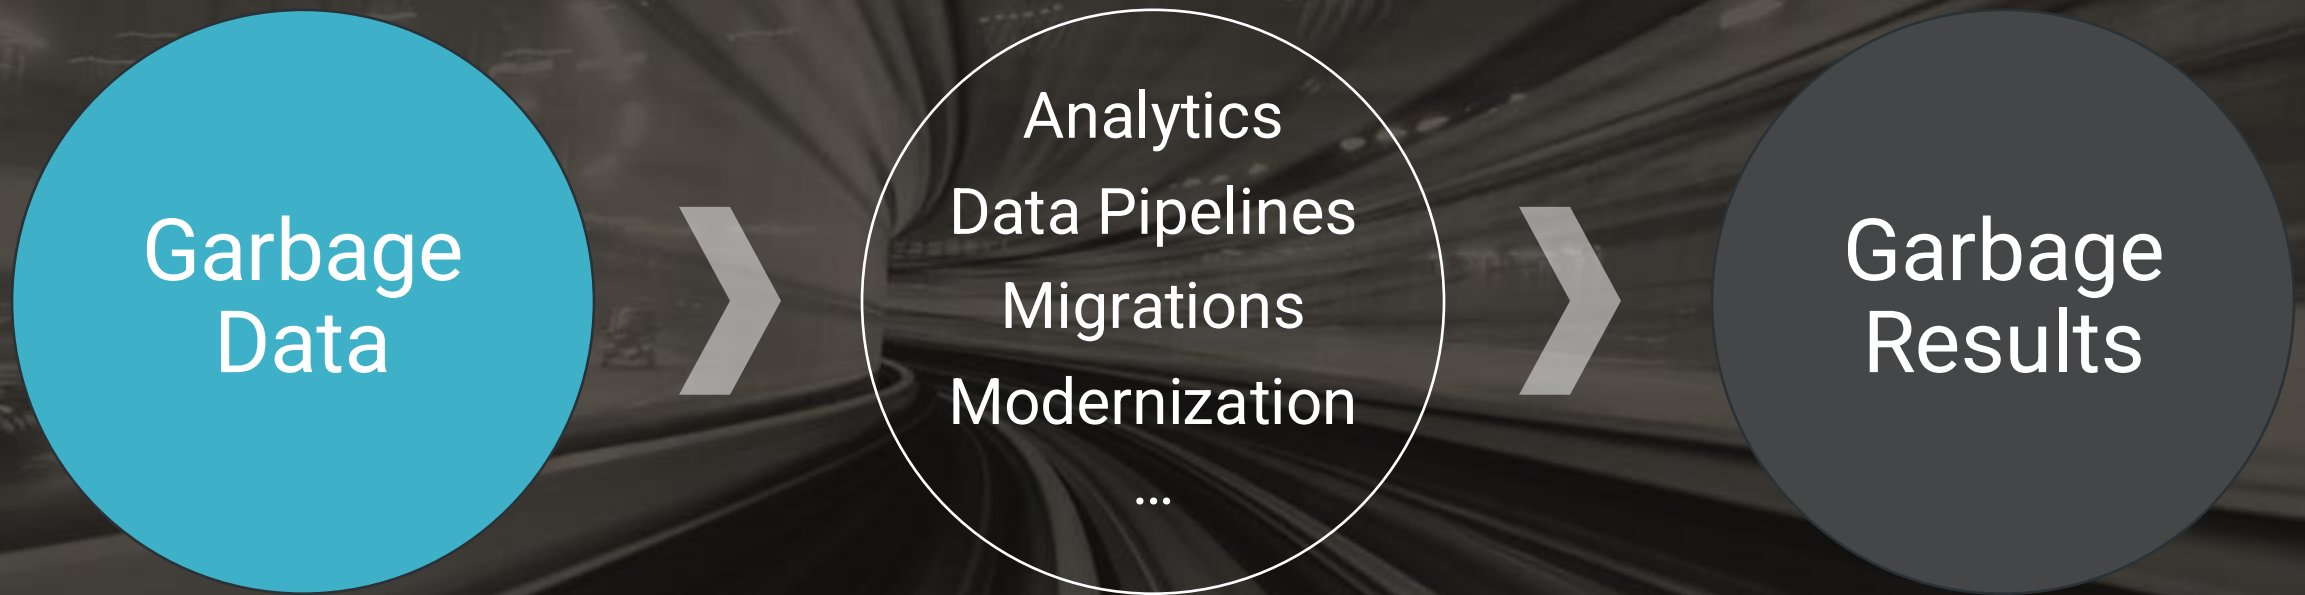 Garbage
Data
Analytics
Data Pipelines
Migrations
Modernization
...
Garbage
Results